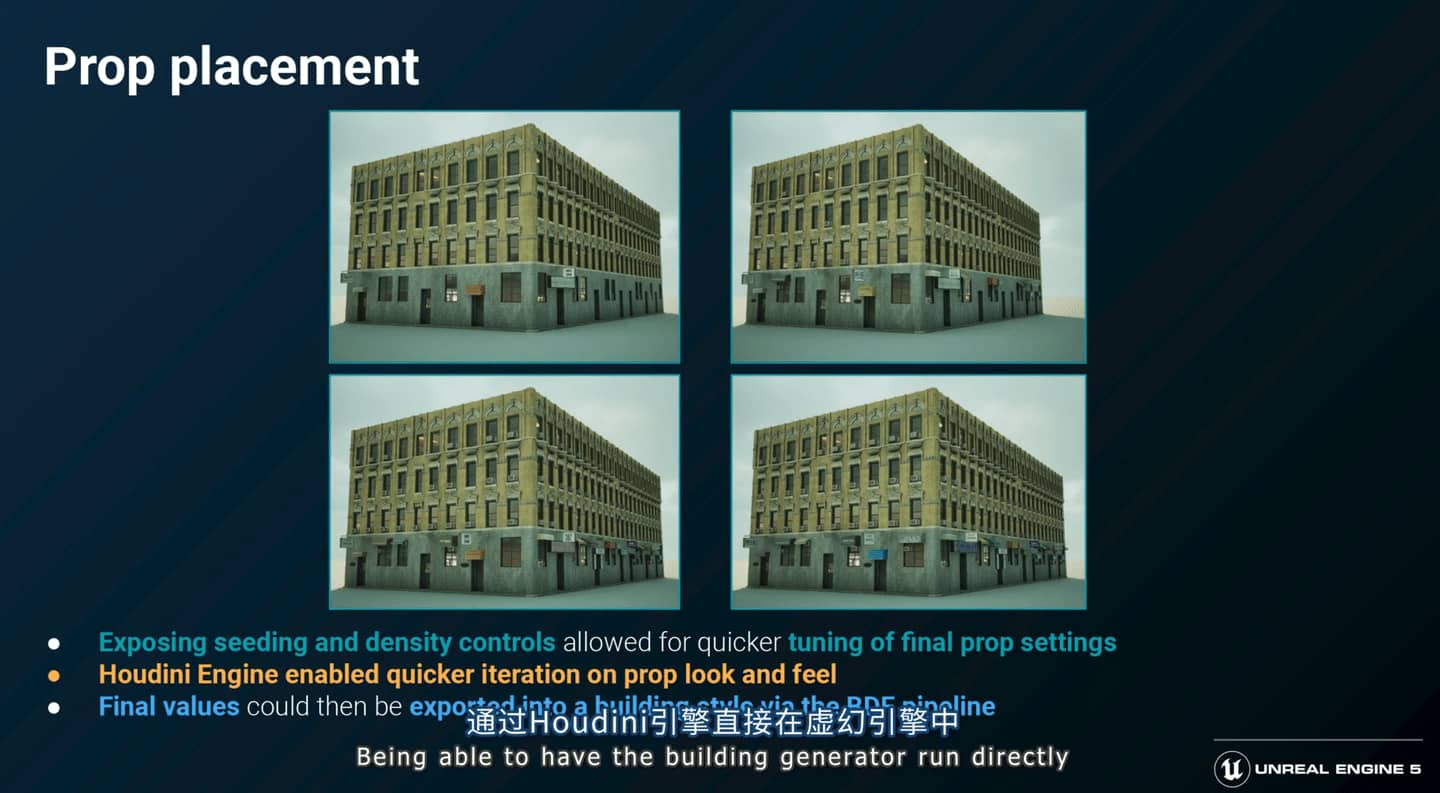 Prop placement
Exposing seeding and density controls allowed for quicker tuning of final prop settings
Houdini Engine enabled quicker iteration on prop look and feel
Final values could then be exported into a building style via the BDF pipeline
通过Houdini引擎直接在虚幻引擎中
Being able to have the building generator run directly
UNREAL ENGINE 5